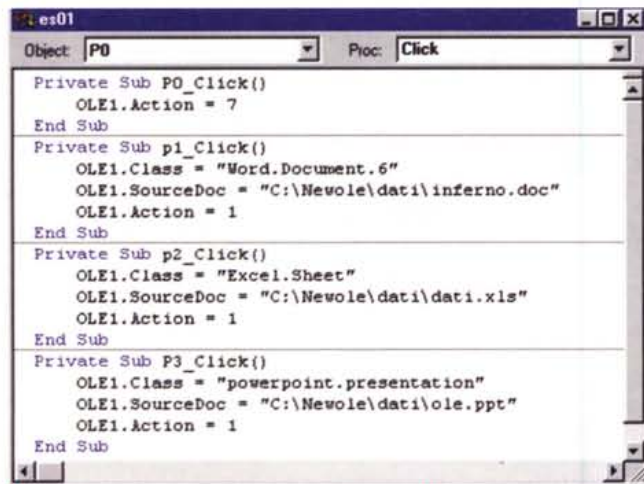 es01
Object: P0 Proc: Click
Private Sub P0_Click()
OLE1.Action = 7
End Sub
Private Sub p1_Click()
OLE1.Class = "Word.Document.6"
OLE1.SourceDoc = "C:\Newole\dati\inferno.doc"
OLE1.Action = 1
End Sub
Private Sub p2_Click()
OLE1.Class = "Excel.Sheet"
OLE1.SourceDoc = "C:\Newole\dati\dati.xls"
OLE1.Action = 1
End Sub
Private Sub P3_Click()
OLE1.Class = "powerpoint.presentation"
OLE1.SourceDoc = "C:\Newole\dati\ole.ppt"
OLE1.Action = 1
End Sub